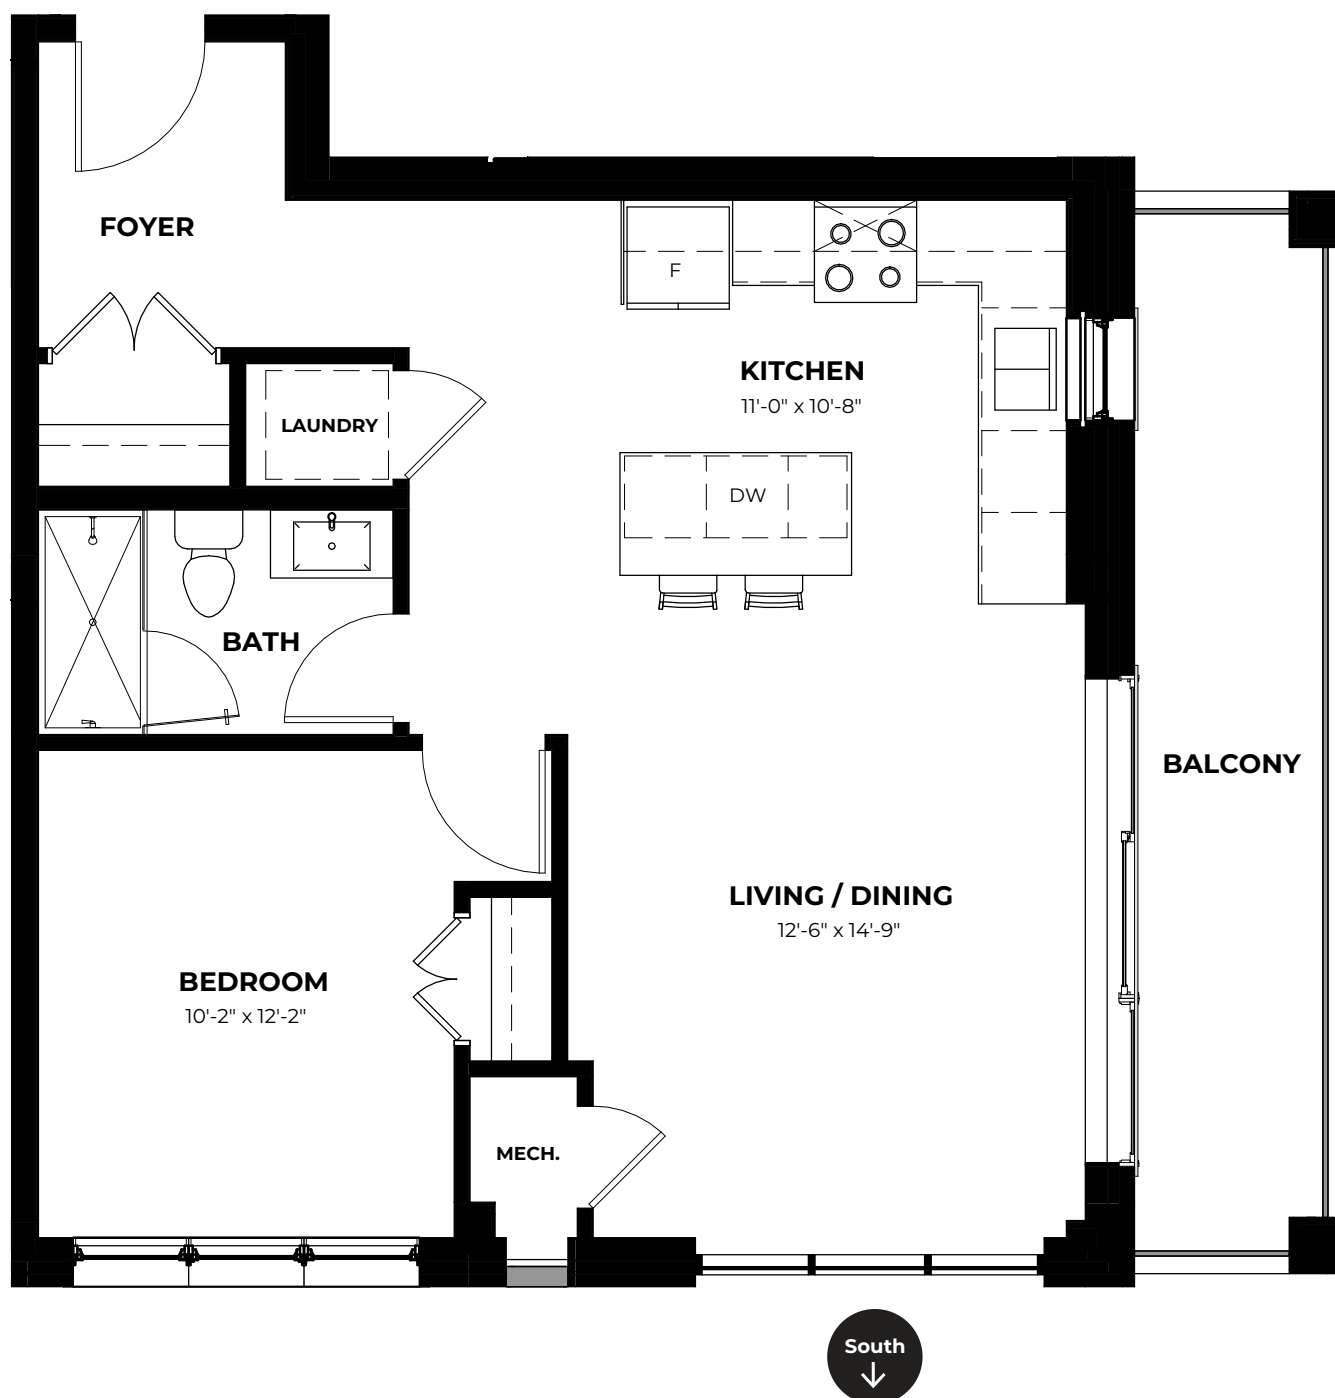 FOYER
F
KITCHEN
11'-0" x 10'-8"
LAUNDRY
DW
BATH
BALCONY
LIVING / DINING
12'-6" x 14'-9"
BEDROOM
10'-2" x 12'-2"
MECH.
South